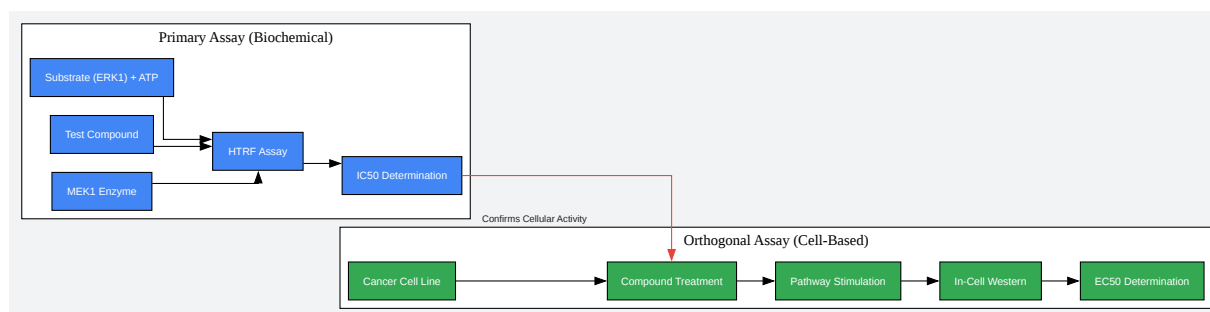 Primary Assay (Biochemical)
Substrate (ERK1) + ATP
Test Compound
HTRF Assay
IC50 Determination
MEK1 Enzyme
Confirms Cellular Activity
Orthogonal Assay (Cell-Based)
Cancer Cell Line
Compound Treatment
Pathway Stimulation
In-Cell Western
EC50 Determination